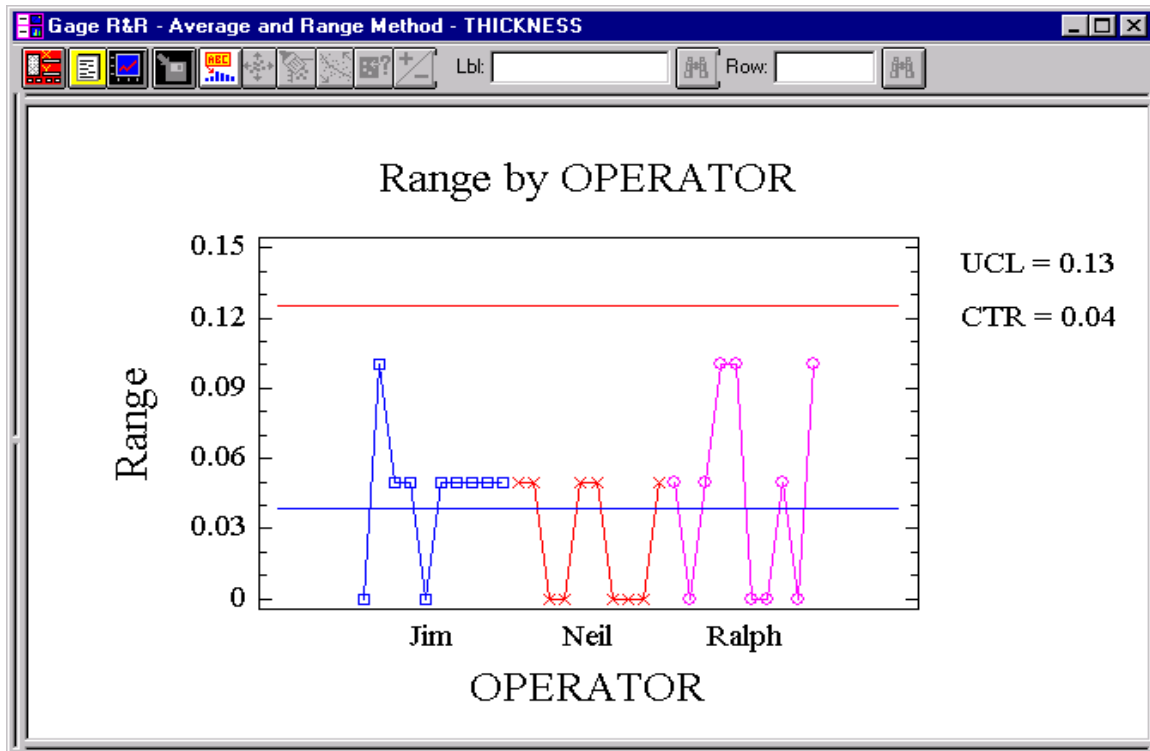 Gage R&R - Average and Range Method - THICKNESS
ABC
Lbl: Row:
Range by OPERATOR
0.15
0.12
0.09
0.06
0.03
0
Range
UCL = 0.13
CTR = 0.04
Jim Neil Ralph
OPERATOR